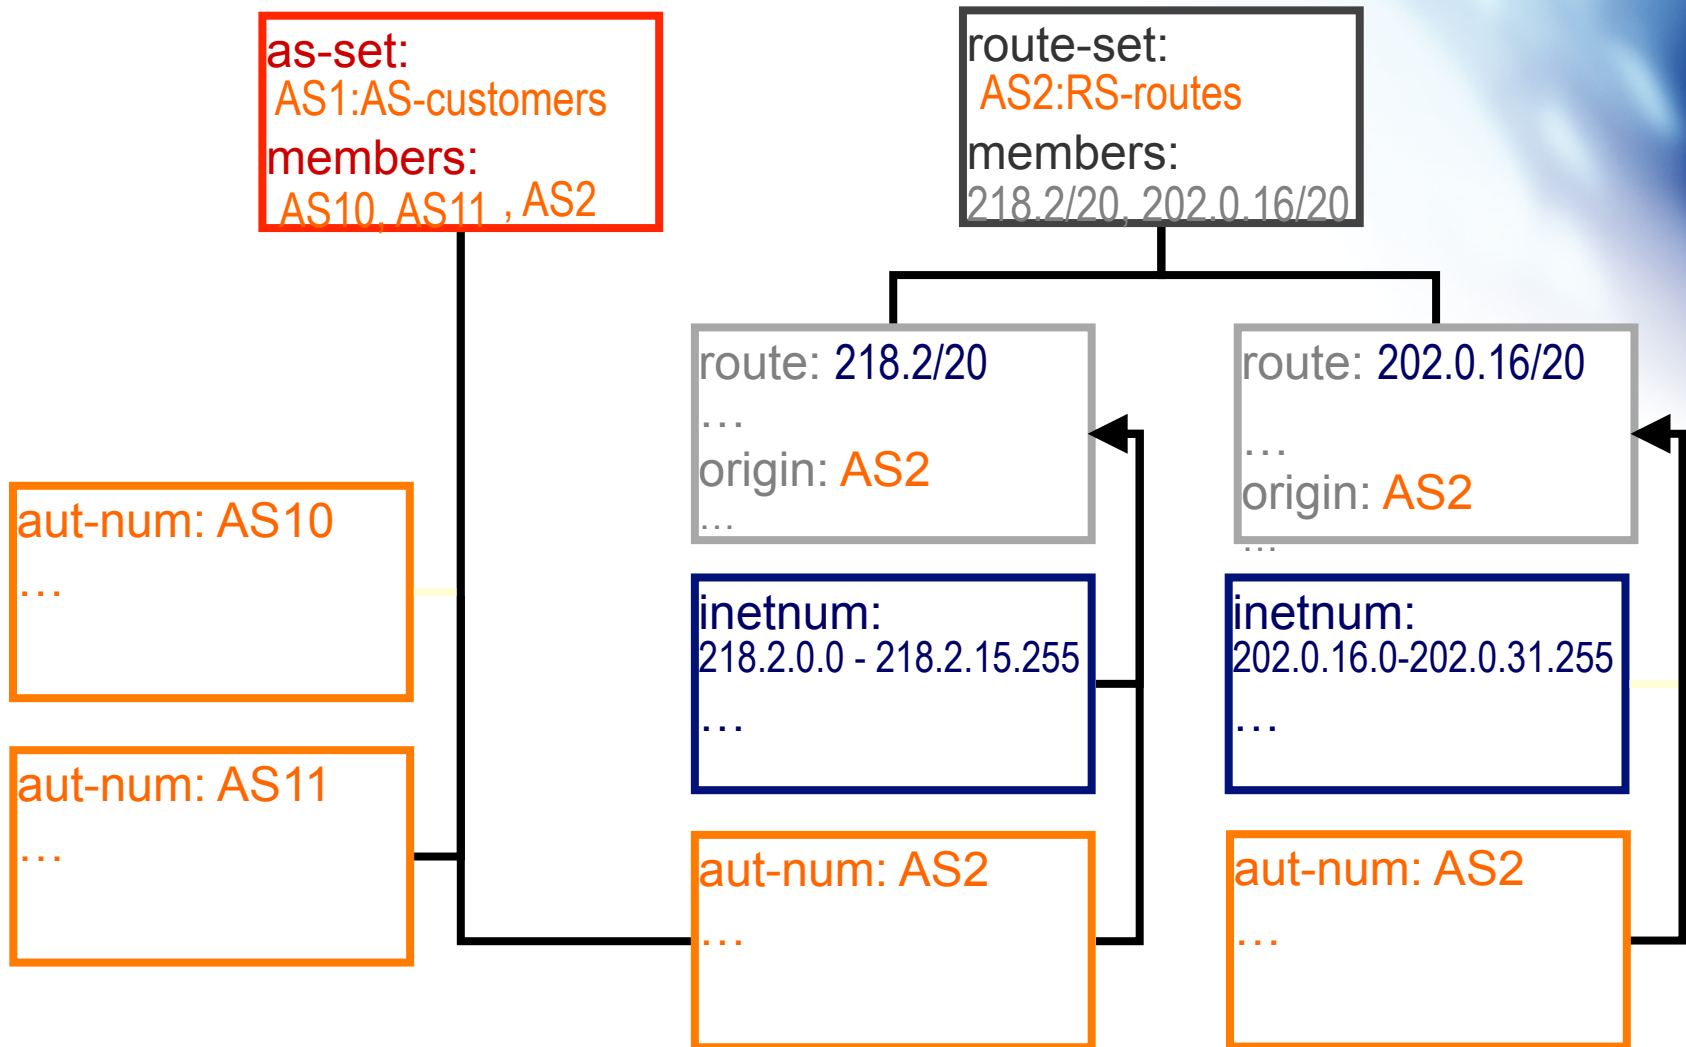 as-set:
AS1:AS-customers
members:
AS10, AS11 , AS2
route-set:
AS2:RS-routes
members:
218.2/20, 202.0.16/20
route: 218.2/20
...
origin: AS2
...
route: 202.0.16/20
...
origin: AS2
...
aut-num: AS10
...
aut-num: AS11
...
inetnum:
218.2.0.0 - 218.2.15.255
...
inetnum:
202.0.16.0-202.0.31.255
...
aut-num: AS2
...
aut-num: AS2
...